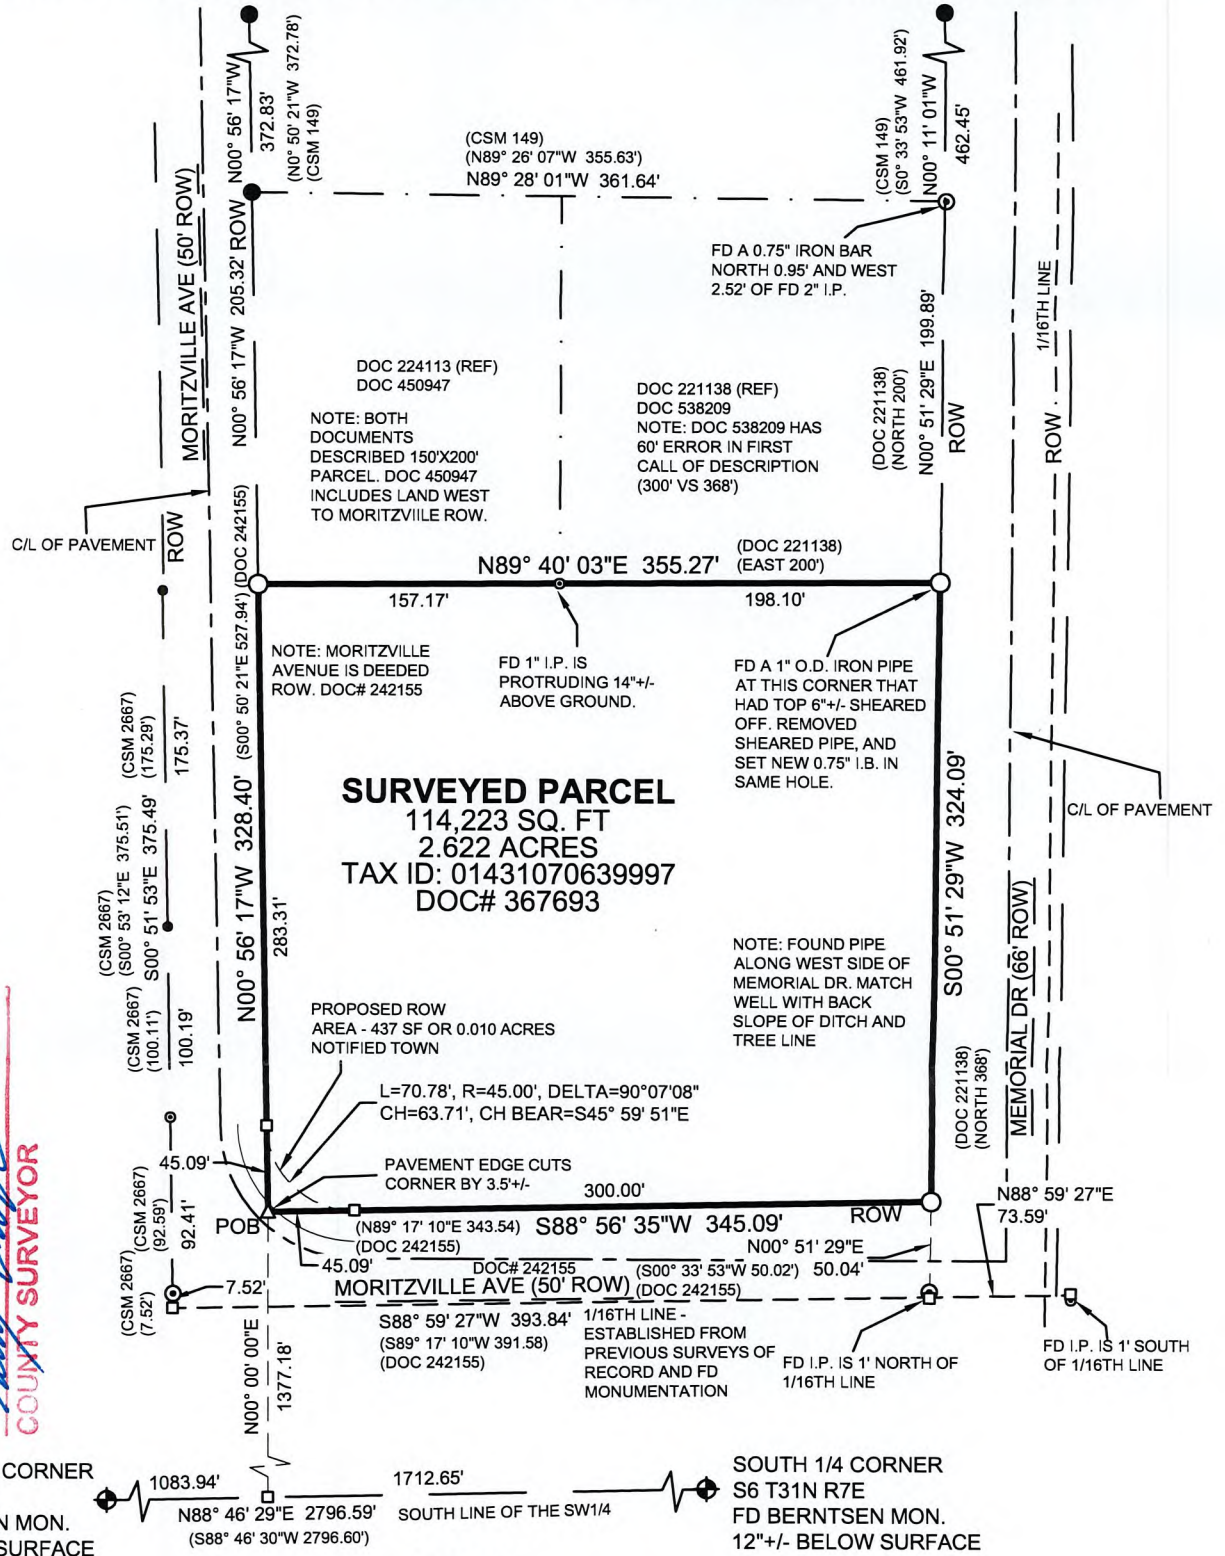 N00° 56' 17"W
372.83'
(N0° 50' 21"W 372.78')
(CSM 149)
(CSM 149)
(N89° 26' 07"W 355.63')
N89° 28' 01"W 361.64'
(CSM 149)
(S0° 33' 53"W 461.92')
N00° 11' 01"W
462.45'
MORITZVILLE AVE (50' ROW)
N00° 56' 17"W 205.32' ROW
FD A 0.75" IRON BAR
NORTH 0.95' AND WEST
2.52' OF FD 2" I.P.
1/16TH LINE
ROW
DOC 224113 (REF)
DOC 450947
NOTE: BOTH
DOCUMENTS
DESCRIBED 150'X200'
PARCEL. DOC 450947
INCLUDES LAND WEST
TO MORITZVIILE ROW.
DOC 221138 (REF)
DOC 538209
NOTE: DOC 538209 HAS
60' ERROR IN FIRST
CALL OF DESCRIPTION
(300' VS 368')
(DOC 221138)
(NORTH 200')
N00° 51' 29"E 199.89'
ROW
C/L OF PAVEMENT
ROW
N89° 40' 03"E 355.27'
(DOC 221138)
(EAST 200')
157.17'
198.10'
(S00° 50' 21"E 527.94') (DOC 242155)
NOTE: MORITZVILLE
AVENUE IS DEEDED
ROW. DOC# 242155
FD 1" I.P. IS
PROTRUDING 14"+/-
ABOVE GROUND.
FD A 1" O.D. IRON PIPE
AT THIS CORNER THAT
HAD TOP 6"+/- SHEARED
OFF. REMOVED
SHEARED PIPE, AND
SET NEW 0.75" I.B. IN
SAME HOLE.
(CSM 2667)
(175.29')
175.37'
C/L OF PAVEMENT
SURVEYED PARCEL
114,223 SQ. FT
2.622 ACRES
TAX ID: 01431070639997
DOC# 367693
N00° 56' 17"W 328.40'
283.31'
(CSM 2667)
(S00° 53' 12"E 375.51')
S00° 51' 53"E 375.49'
S00° 51' 29"W 324.09'
MEMORIAL DR (66' ROW)
NOTE: FOUND PIPE
ALONG WEST SIDE OF
MEMORIAL DR. MATCH
WELL WITH BACK
SLOPE OF DITCH AND
TREE LINE
(CSM 2667)
(100.11')
100.19'
PROPOSED ROW
AREA - 437 SF OR 0.010 ACRES
NOTIFIED TOWN
L=70.78', R=45.00', DELTA=90°07'08"
CH=63.71', CH BEAR=S45° 59' 51"E
(DOC 221138)
(NORTH 368')
45.09'
PAVEMENT EDGE CUTS
CORNER BY 3.5'+/-
300.00'
POB
(N89° 17' 10"E 343.54)
(DOC 242155)
S88° 56' 35"W 345.09'
ROW
N88° 59' 27"E
73.59'
(CSM 2667)
(92.59')
92.41'
N00° 51' 29"E
50.04'
45.09'
DOC# 242155
(S00° 33' 53"W 50.02')
(DOC 242155)
MORITZVILLE AVE (50' ROW)
7.52'
(CSM 2667)
(7.52')
S88° 59' 27"W 393.84'
(S89° 17' 10"W 391.58)
(DOC 242155)
1/16TH LINE -
ESTABLISHED FROM
PREVIOUS SURVEYS OF
RECORD AND FD
MONUMENTATION
FD I.P. IS 1' NORTH OF
1/16TH LINE
FD I.P. IS 1' SOUTH
OF 1/16TH LINE
COUNTY SURVEYOR
N00° 00' 00"E
1377.18'
CORNER
N MON.
SURFACE
1083.94'
1712.65'
N88° 46' 29"E 2796.59'
(S88° 46' 30"W 2796.60')
SOUTH LINE OF THE SW1/4
SOUTH 1/4 CORNER
S6 T31N R7E
FD BERNTSEN MON.
12"+/- BELOW SURFACE